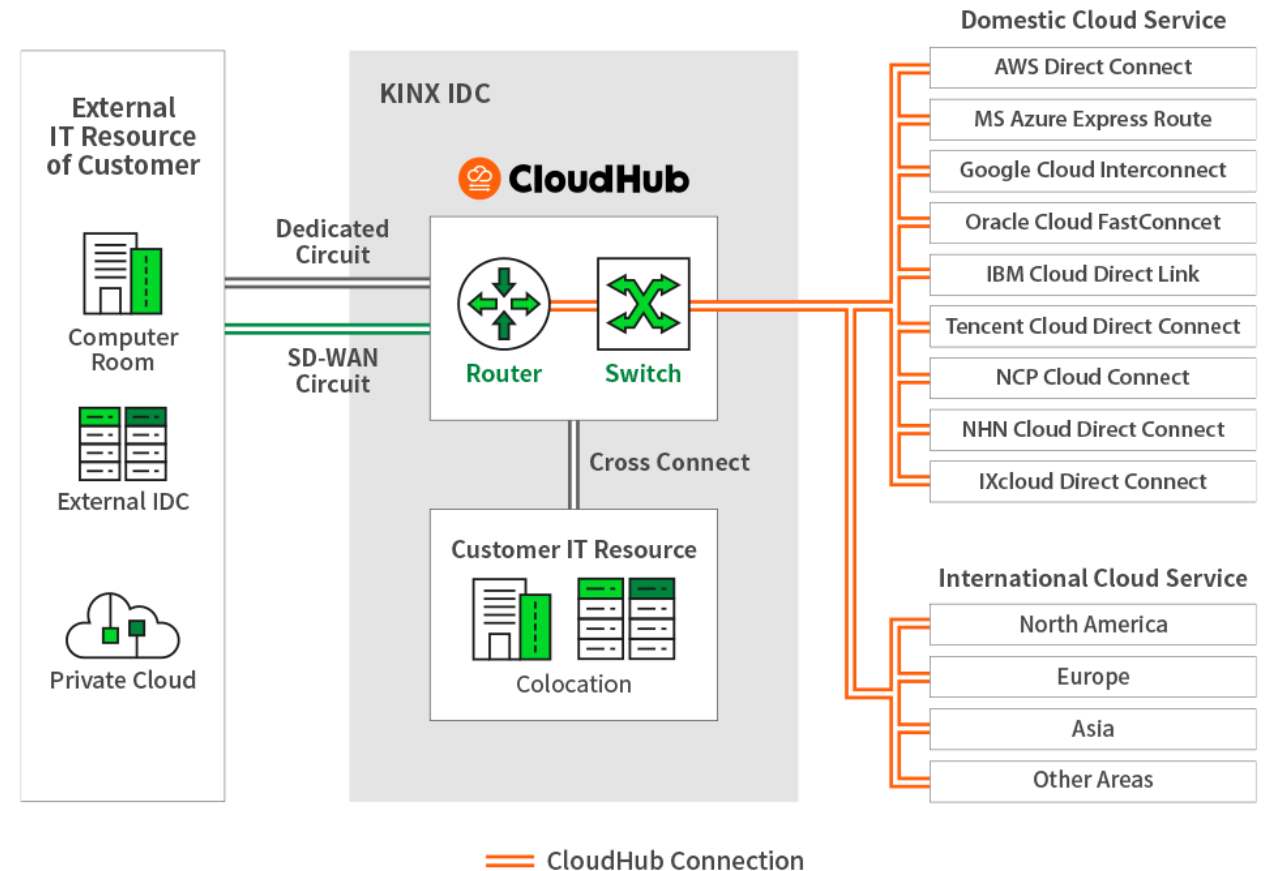 External
IT Resource
of Customer
Computer
Room
External IDC
Private Cloud
Dedicated
Circuit
SD-WAN
Circuit
KINX IDC
CloudHub
Router
Switch
Cross Connect
Customer IT Resource
Colocation
Domestic Cloud Service
AWS Direct Connect
MS Azure Express Route
Google Cloud Interconnect
Oracle Cloud FastConncet
IBM Cloud Direct Link
Tencent Cloud Direct Connect
NCP Cloud Connect
NHN Cloud Direct Connect
IXcloud Direct Connect
International Cloud Service
North America
Europe
Asia
Other Areas
CloudHub Connection